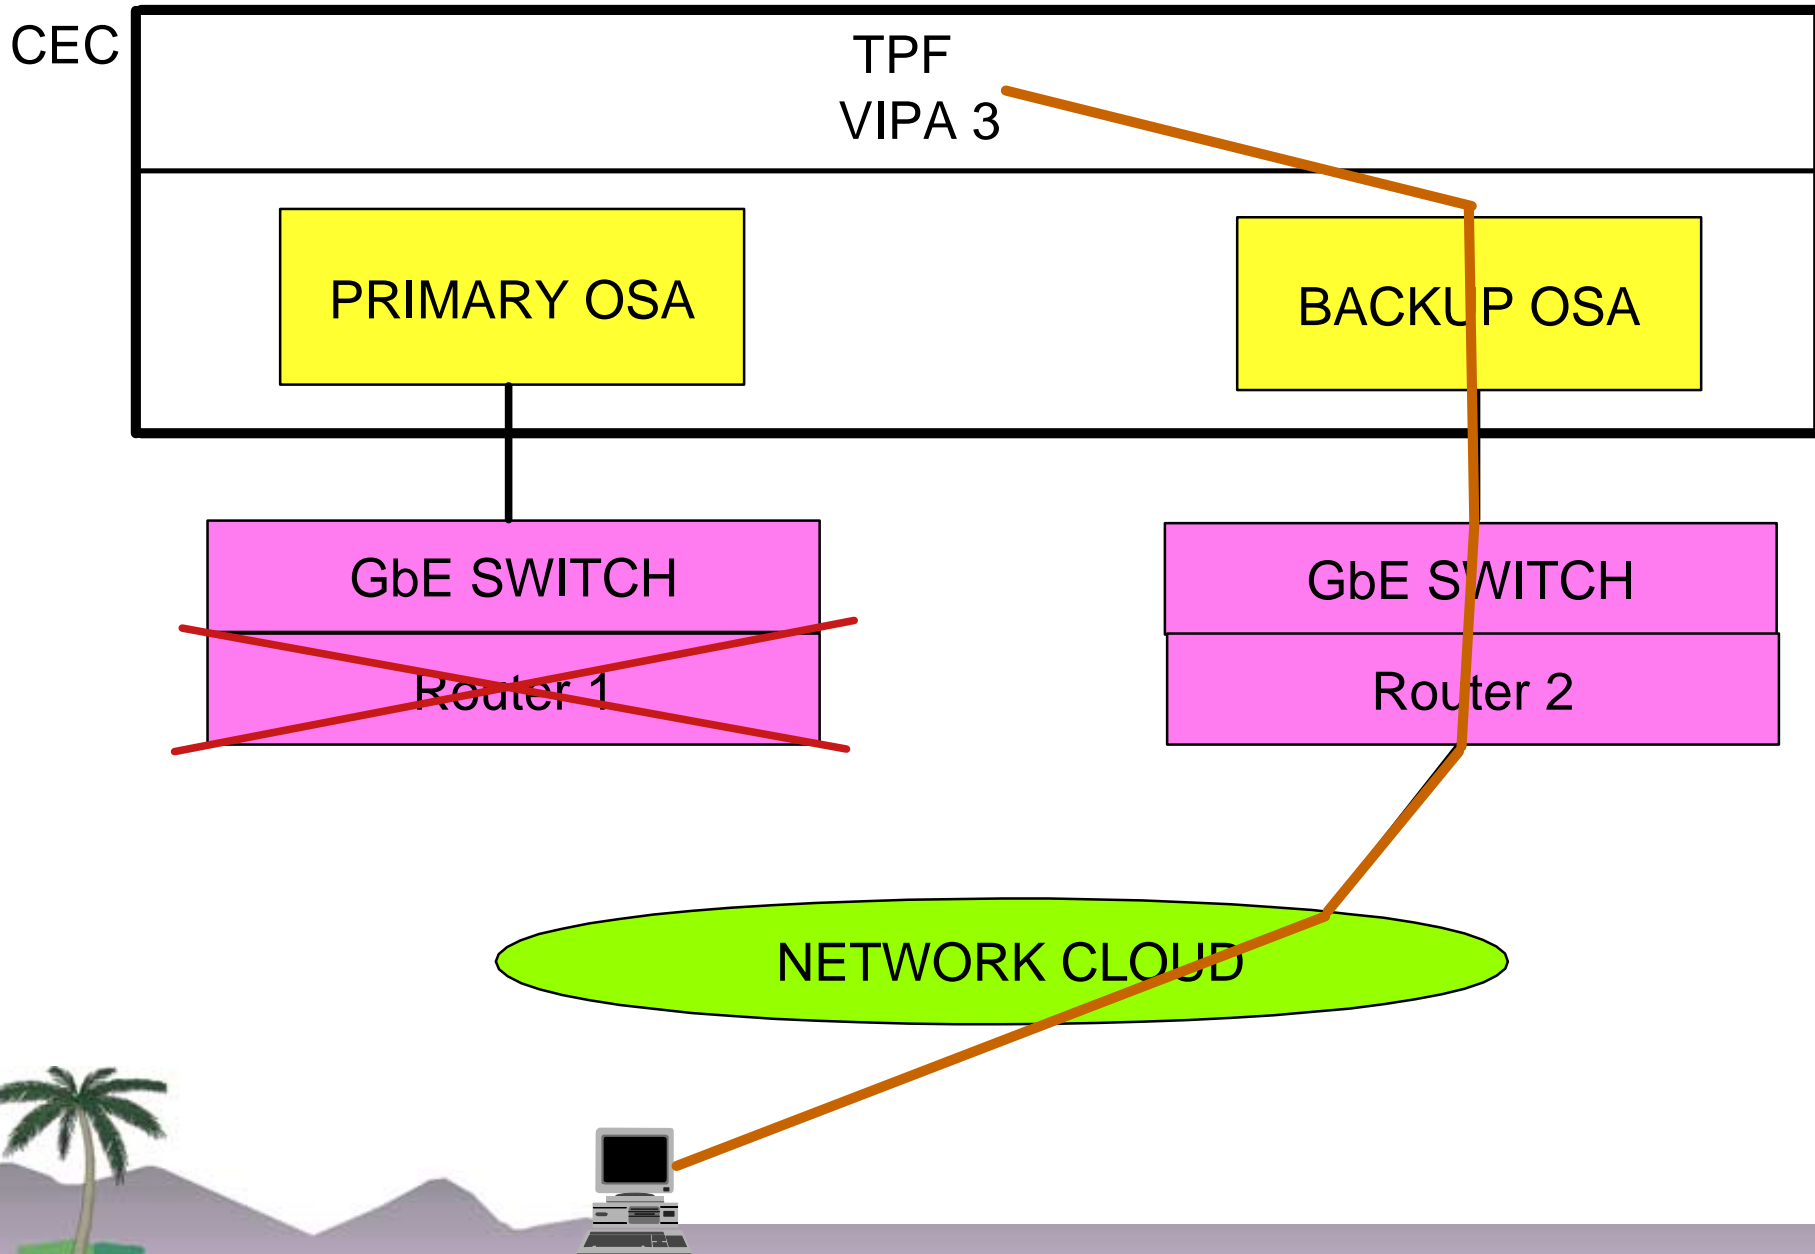 CEC
TPF
VIPA 3
PRIMARY OSA
BACKUP OSA
GbE SWITCH
Router 1
GbE SWITCH
Router 2
NETWORK CLOUD